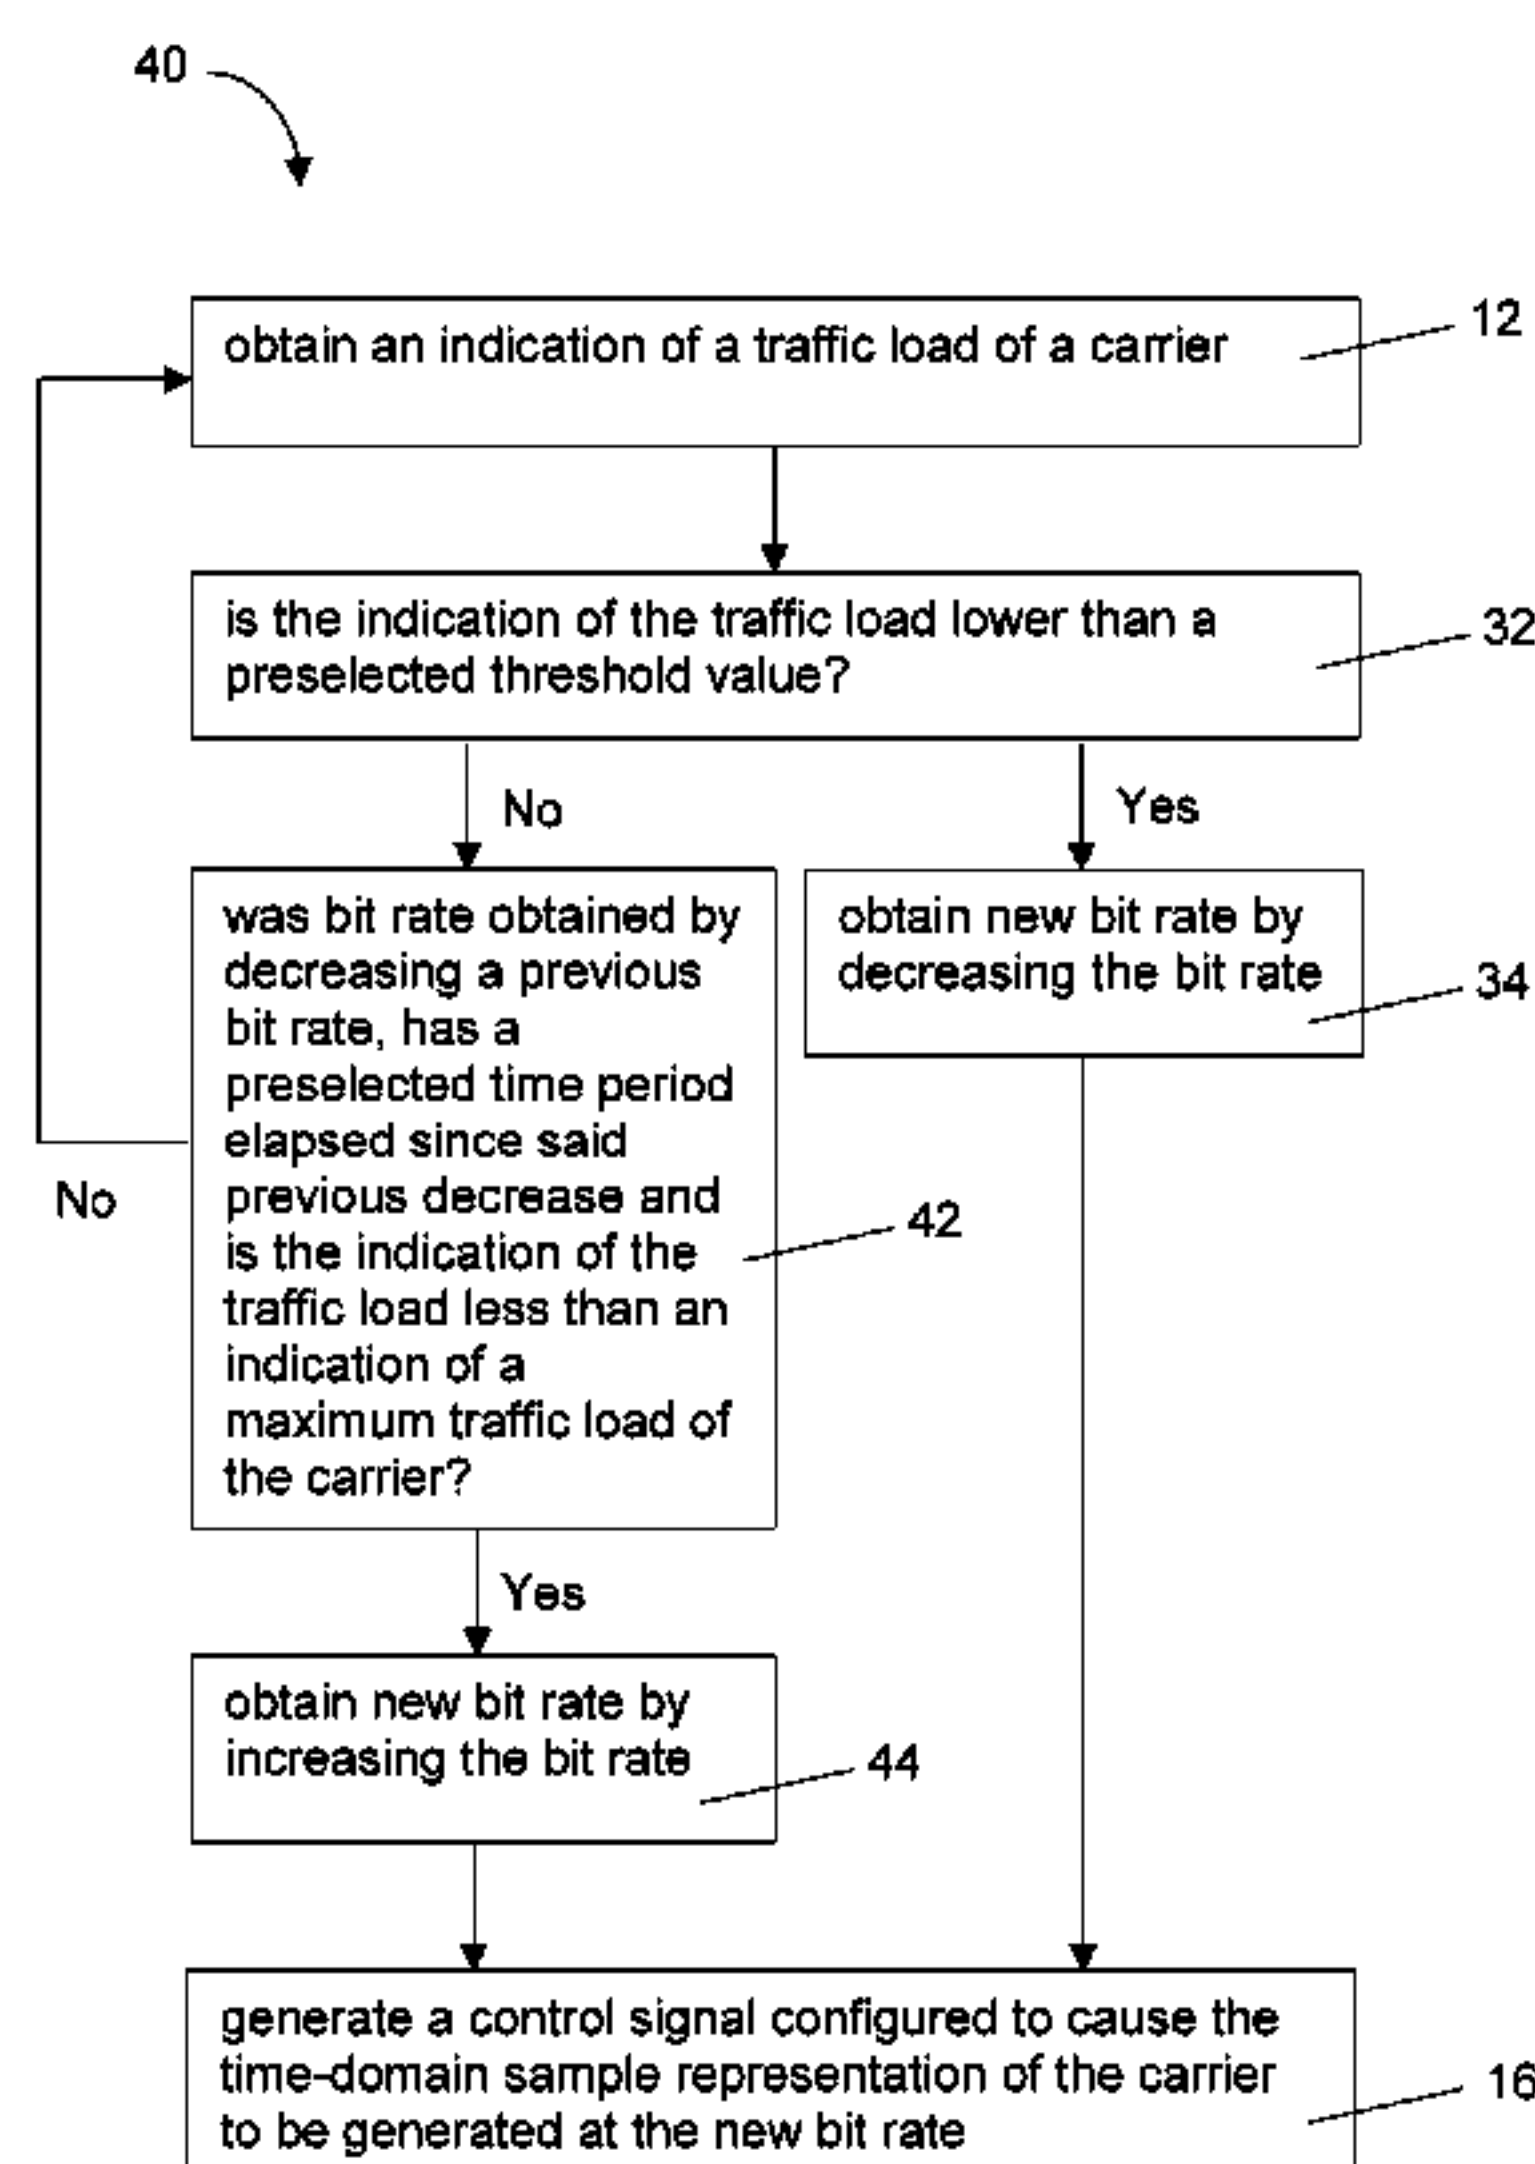 40
obtain an indication of a traffic load of a carrier
12
is the indication of the traffic load lower than a
preselected threshold value?
32
No
Yes
was bit rate obtained by
decreasing a previous
bit rate, has a
preselected time period
elapsed since said
previous decrease and
is the indication of the
traffic load less than an
indication of a
maximum traffic load of
the carrier?
42
No
obtain new bit rate by
decreasing the bit rate
34
Yes
obtain new bit rate by
increasing the bit rate
44
generate a control signal configured to cause the
time-domain sample representation of the carrier
to be generated at the new bit rate
16